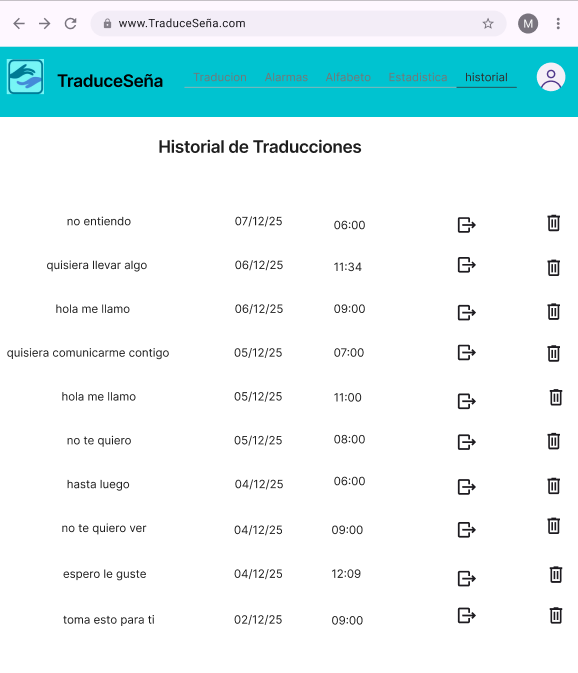 www.TraduceSeña.com
M
TraduceSeña Traducion Alarmas Alfabeto Estadistica historial
Historial de Traducciones
no entiendo 07/12/25 06:00
quisiera llevar algo 06/12/25 11:34
hola me llamo 06/12/25 09:00
quisiera comunicarme contigo 05/12/25 07:00
hola me llamo 05/12/25 11:00
no te quiero 05/12/25 08:00
hasta luego 04/12/25 06:00
no te quiero ver 04/12/25 09:00
espero le guste 04/12/25 12:09
toma esto para ti 02/12/25 09:00